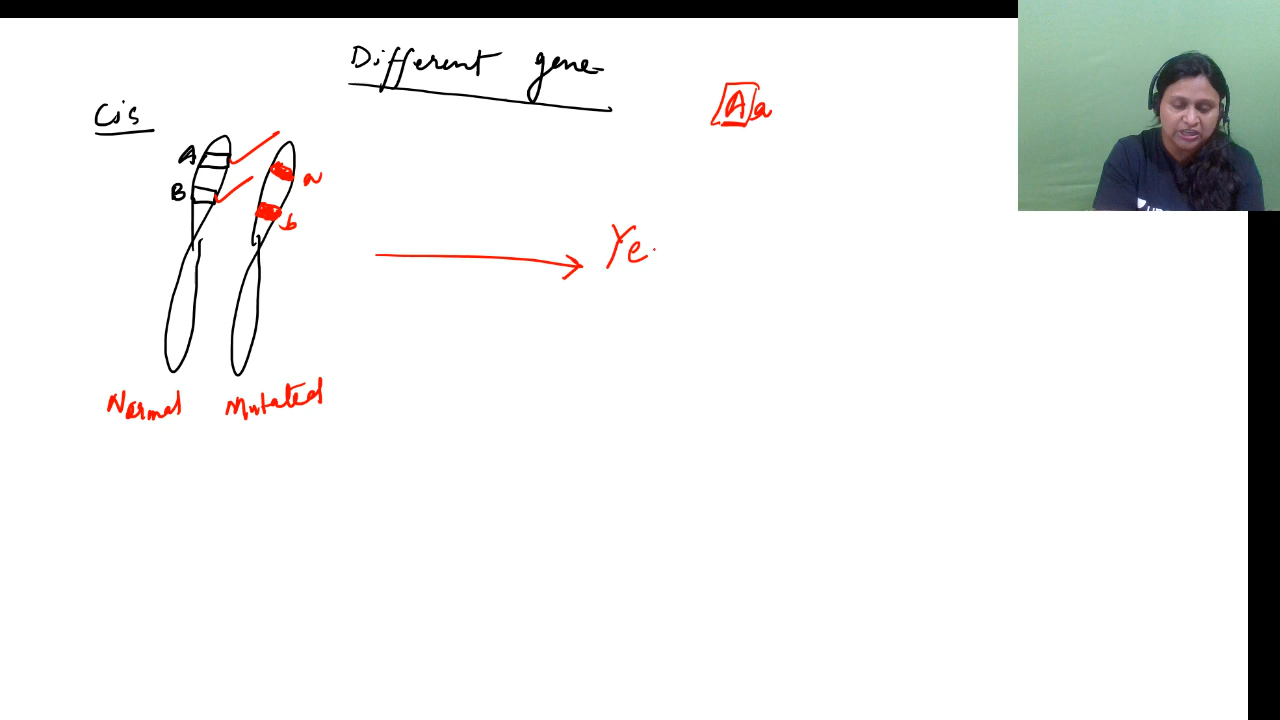 Different gene
Cis
Aa
A
a
B
b
Ye
Normal Mutated